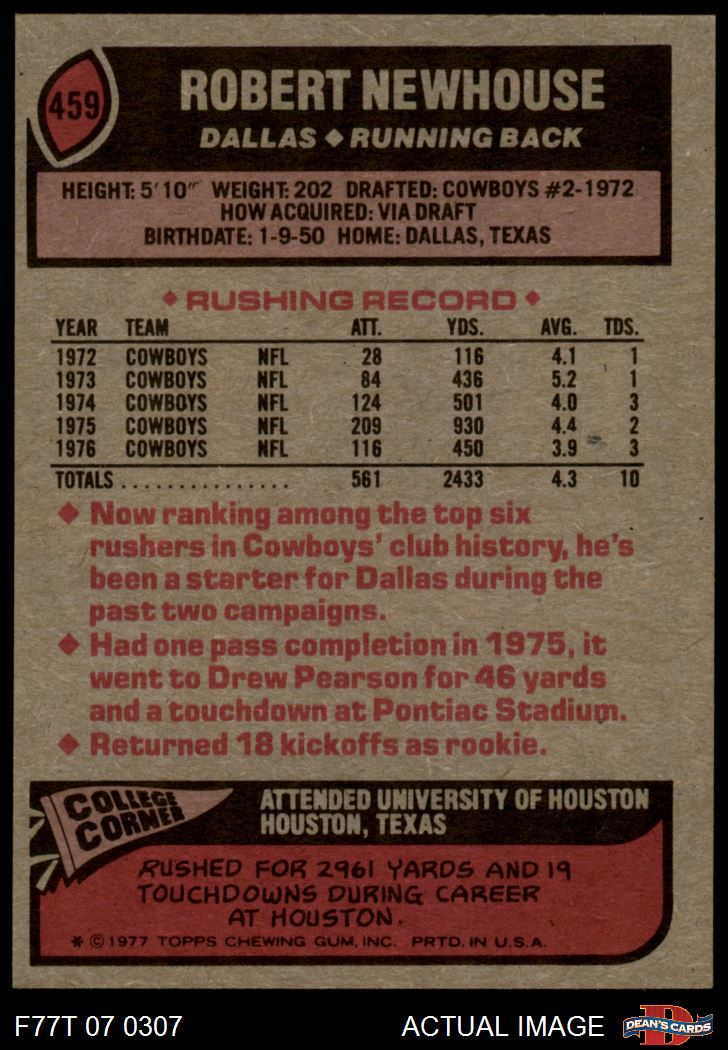 459
ROBERT NEWHOUSE
DALLAS ◆ RUNNING BACK
HEIGHT: 5'10" WEIGHT: 202 DRAFTED: COWBOYS #2-1972
HOW ACQUIRED: VIA DRAFT
BIRTHDATE: 1-9-50 HOME: DALLAS, TEXAS
◆ RUSHING RECORD ◆
YEAR TEAM ATT. YDS. AVG. TDS.
1972 COWBOYS NFL 28 116 4.1 1
1973 COWBOYS NFL 84 436 5.2 1
1974 COWBOYS NFL 124 501 4.0 3
1975 COWBOYS NFL 209 930 4.4 2
1976 COWBOYS NFL 116 450 3.9 3
TOTALS ............... 561 2433 4.3 10
◆ Now ranking among the top six
rushers in Cowboys' club history, he's
been a starter for Dallas during the
past two campaigns.
◆ Had one pass completion in 1975, it
went to Drew Pearson for 46 yards
and a touchdown at Pontiac Stadium.
◆ Returned 18 kickoffs as rookie.
COLLEGE
CORNER
ATTENDED UNIVERSITY OF HOUSTON
HOUSTON, TEXAS
RUSHED FOR 2961 YARDS AND 19
TOUCHDOWNS DURING CAREER
AT HOUSTON.
* © 1977 TOPPS CHEWING GUM, INC. PRTD. IN U.S.A.
F77T 07 0307
ACTUAL IMAGE
D
DEAN'S CARDS